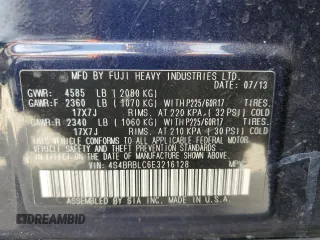 MFD BY FUJI HEAVY INDUSTRIES LTD.
DATE 07/13
GVWR: 4585 LB (2080 KG)
GAWR:F 2360 LB (1070 KG) WITH P225/60R17 TIRES,
17X7J RIMS, AT 220 KPA, (32 PSI) COLD.
GAWR:R 2340 LB (1060 KG) WITH P225/60R17 TIRES,
17X7J RIMS, AT 210 KPA, (30 PSI) COLD.
THIS VEHICLE CONFORMS TO ALL APPLICABLE FEDERAL MOTOR
VEHICLE SAFETY AND THEFT PREVENTION STANDARDS IN
EFFECT ON THE DATE OF MANUFACTURE SHOWN ABOVE.
VIN: 4S4BRBLC6E3216128 MPV
ASSEMBLED BY SIA, INC.